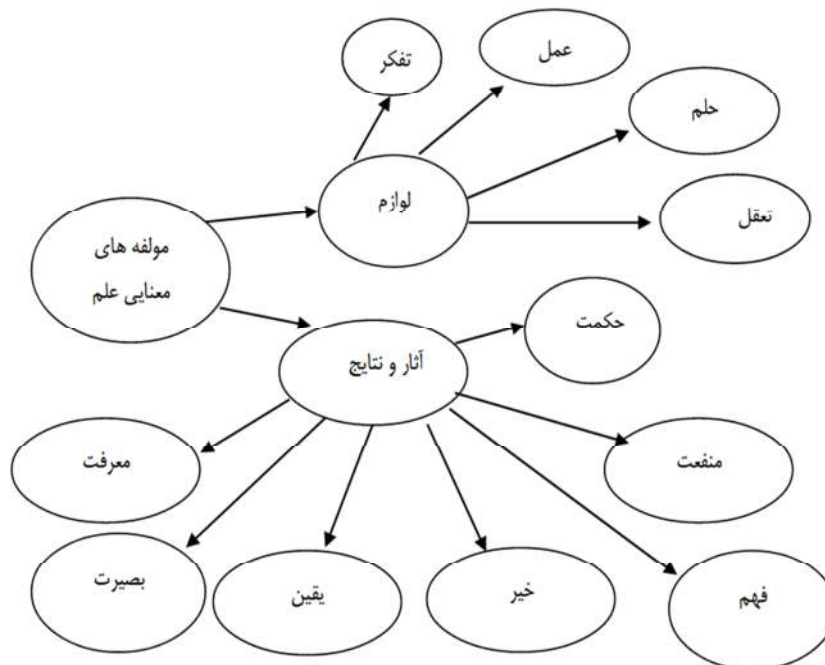 تفکر
عمل
حلم
لوازم
تعقل
مولفه های
معنایی علم
حکمت
آثار و نتایج
معرفت
منفعت
بصیرت
یقین
خیر
فهم